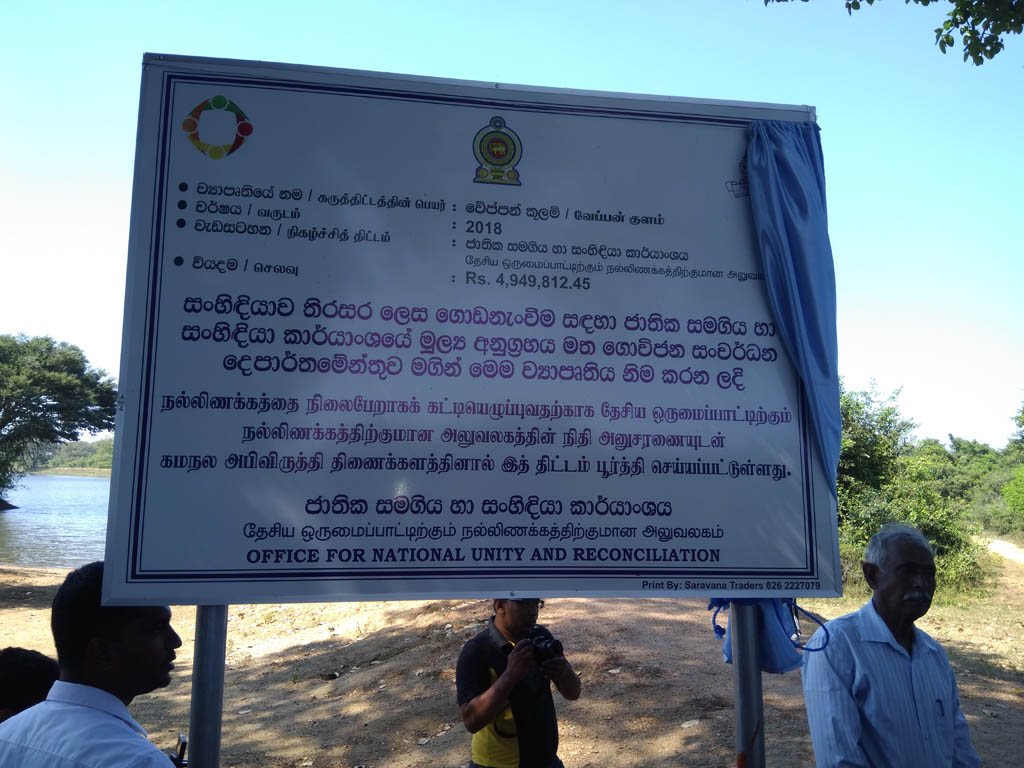 ● ව්‍යාපෘතියේ නම / கருத்திட்டத்தின் பெயர் : වේප්පන් කුලම් / வேப்பன் குளம்
● වර්ෂය / வருடம் : 2018
● වැඩසටහන / நிகழ்ச்சித் திட்டம் : ජාතික සමගිය හා සංහිඳියා කාර්යාංශය
தேசிய ஒருமைப்பாட்டிற்கும் நல்லிணக்கத்திற்குமான அலுவல
● වියදම / செலவு : Rs. 4,949,812.45
සංහිඳියාව තිරසර ලෙස ගොඩනැංවීම සඳහා ජාතික සමගිය හා
සංහිඳියා කාර්යාංශයේ මූල්‍ය අනුග්‍රහය මත ගොවිජන සංවර්ධන
දෙපාර්තමේන්තුව මගින් මෙම ව්‍යාපෘතිය නිම කරන ලදි
நல்லிணக்கத்தை நிலைபேறாகக் கட்டியெழுப்புவதற்காக தேசிய ஒருமைப்பாட்டிற்கும்
நல்லிணக்கத்திற்குமான அலுவலகத்தின் நிதி அனுசரணையுடன்
கமநல அபிவிருத்தி திணைக்களத்தினால் இத் திட்டம் பூர்த்தி செய்யப்பட்டுள்ளது.
ජාතික සමගිය හා සංහිඳියා කාර්යාංශය
தேசிய ஒருமைப்பாட்டிற்கும் நல்லிணக்கத்திற்குமான அலுவலகம்
OFFICE FOR NATIONAL UNITY AND RECONCILIATION
Print By: Saravana Traders 026 2227079